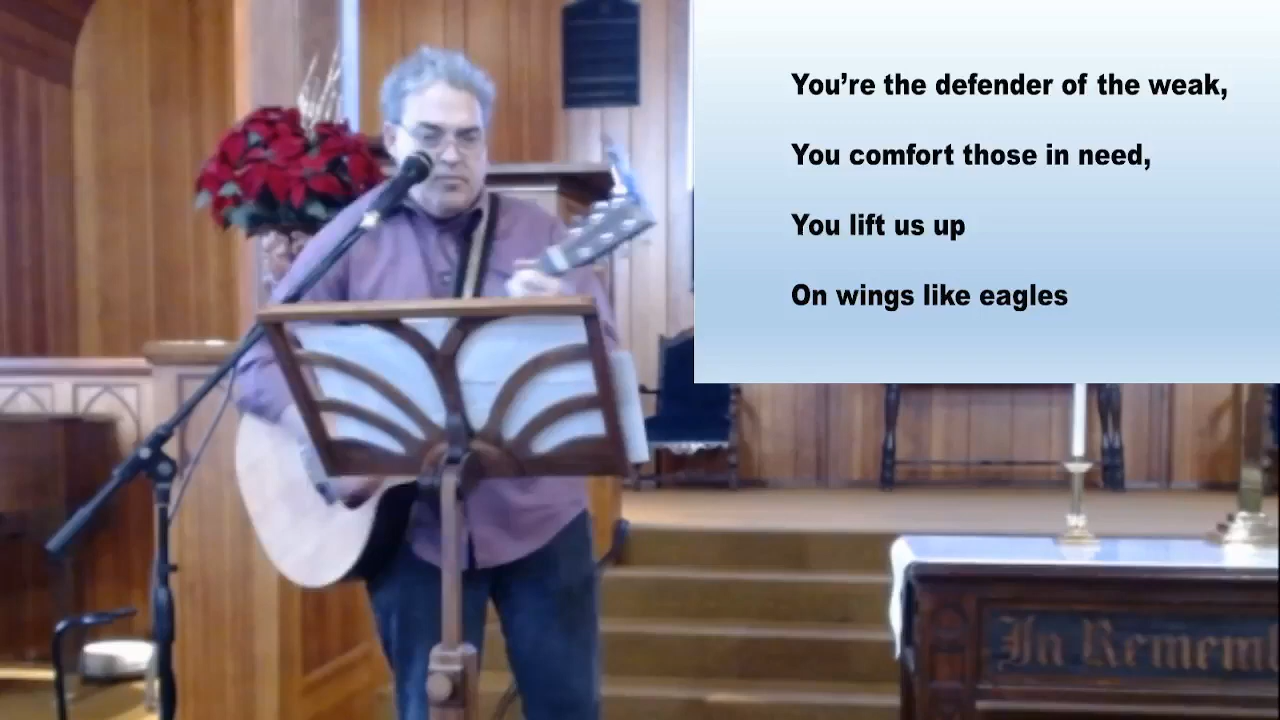 You’re the defender of the weak,
You comfort those in need,
You lift us up
On wings like eagles
In Remem